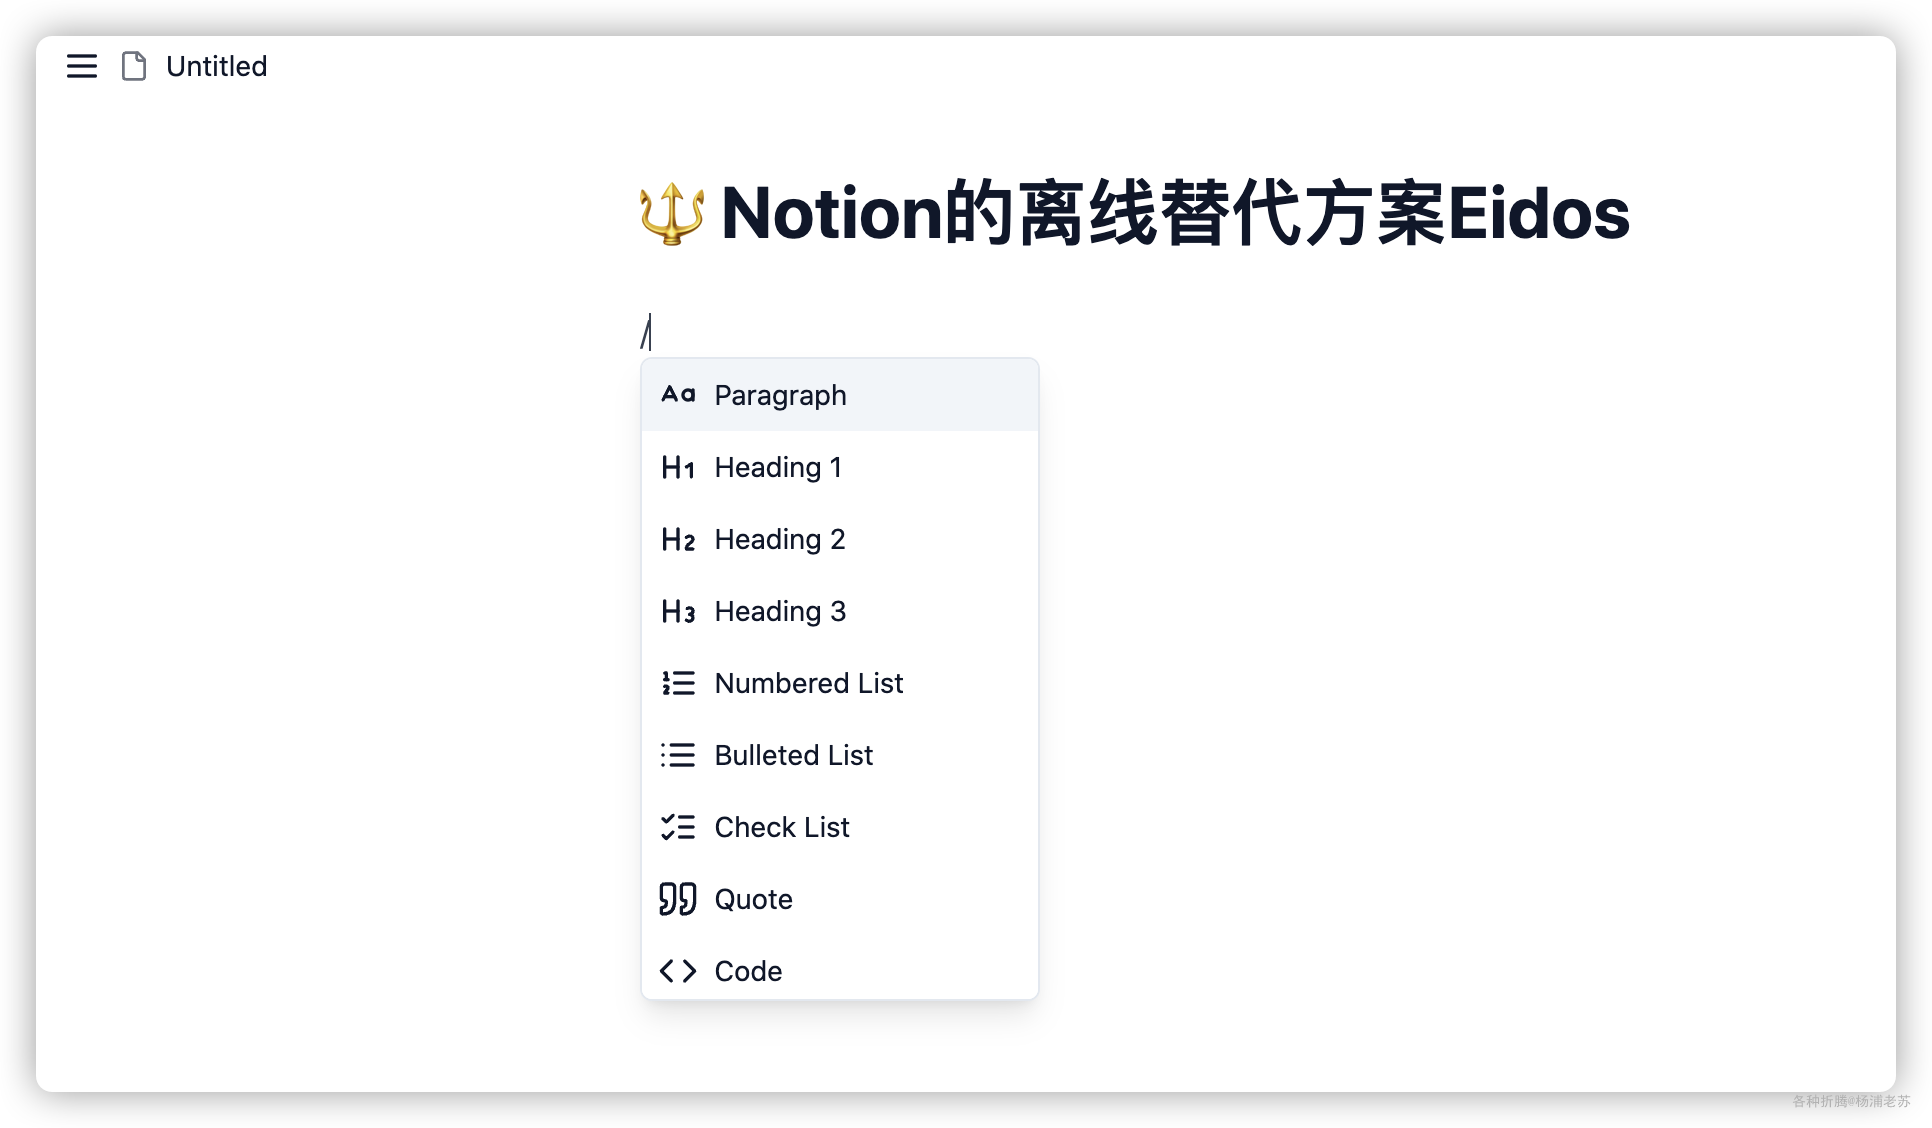 Untitled
🔱 Notion的离线替代方案Eidos
/
Aa Paragraph
H1 Heading 1
H2 Heading 2
H3 Heading 3
Numbered List
Bulleted List
Check List
Quote
Code
各种折腾@杨浦老苏